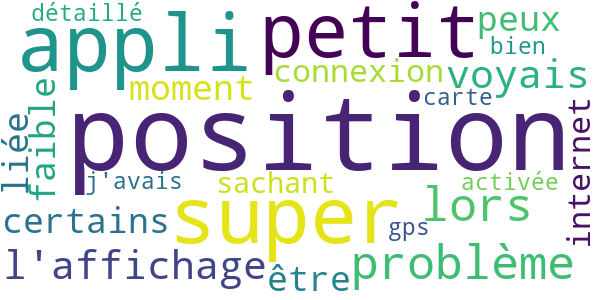 détaillé
appli
petit
peux
bien
connexion
voyais
moment
carte
faible
liée
position
internet
j'avais
sachant
activée
super
lors
certains
gps
l'affichage
être
problème